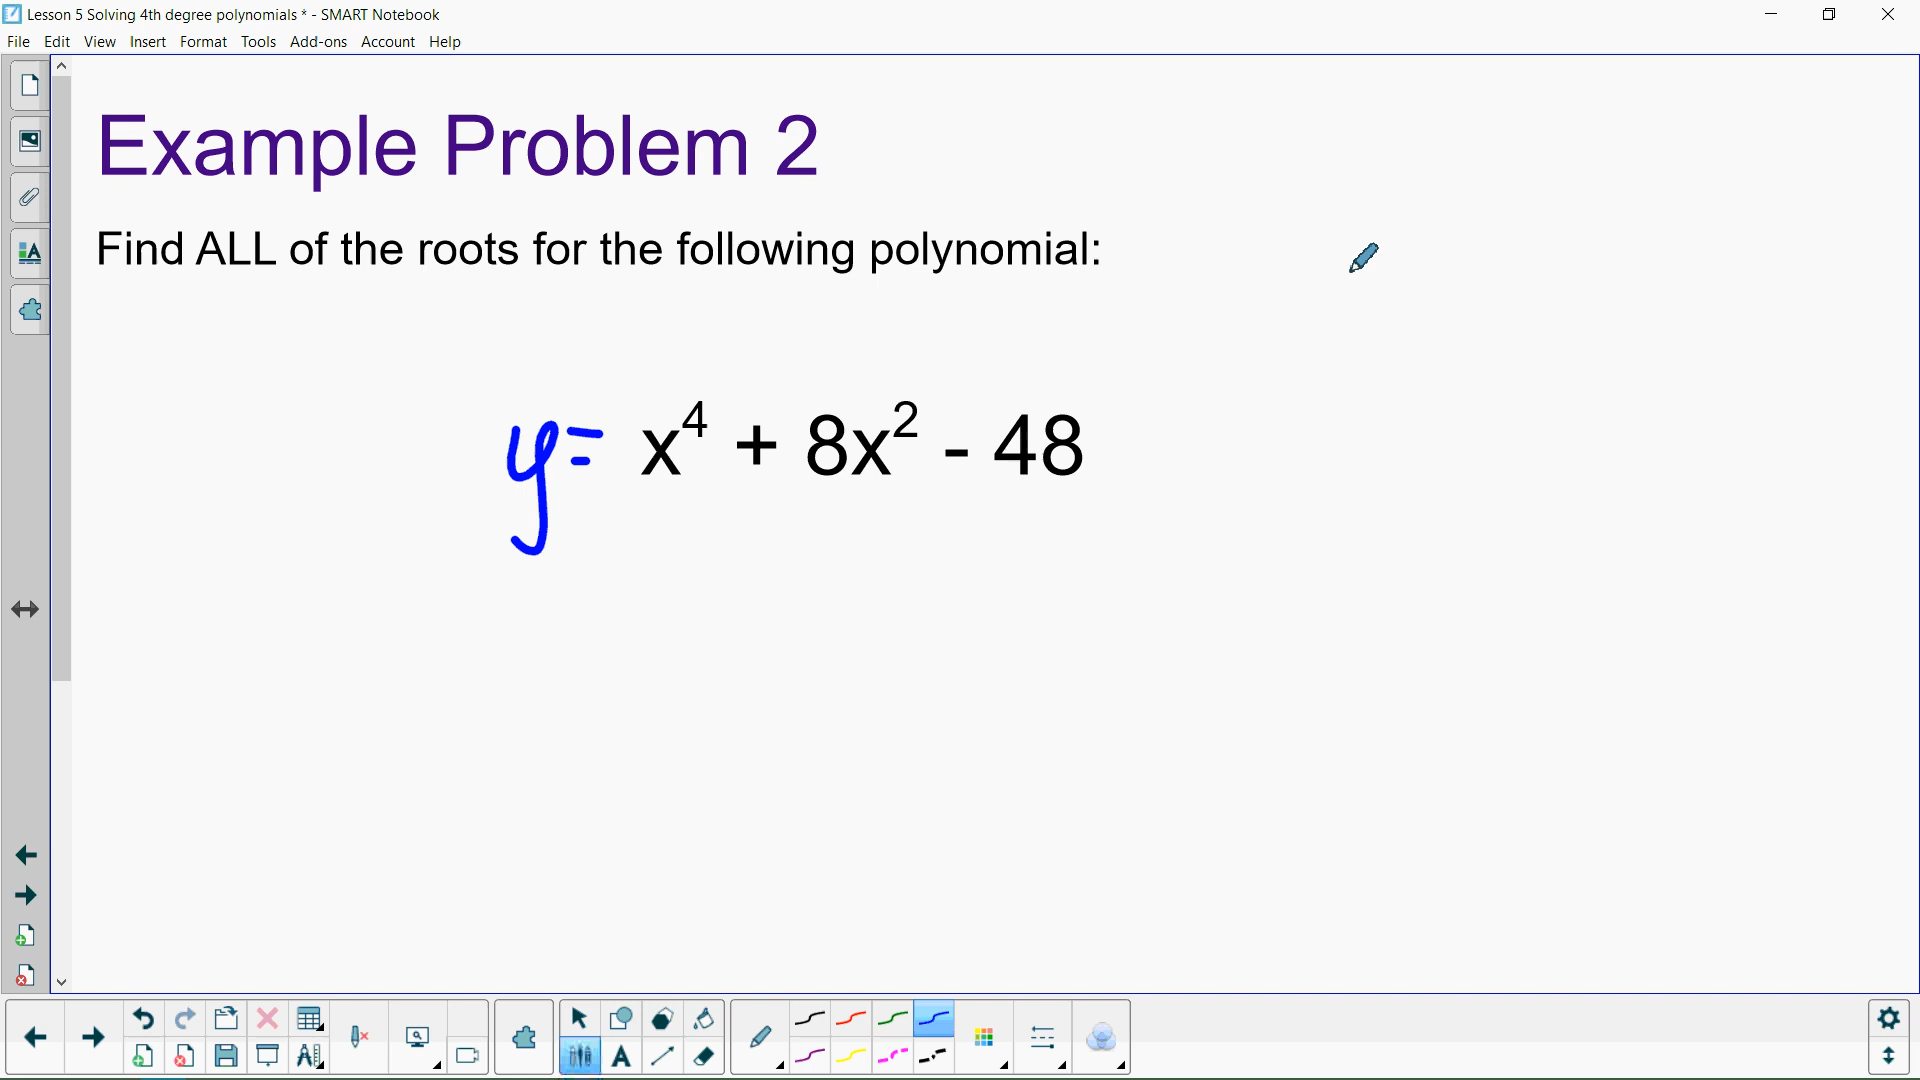 Lesson 5 Solving 4th degree polynomials * - SMART Notebook
File Edit View Insert Format Tools Add-ons Account Help
Example Problem 2
Find ALL of the roots for the following polynomial:
y= x⁴ + 8x² - 48